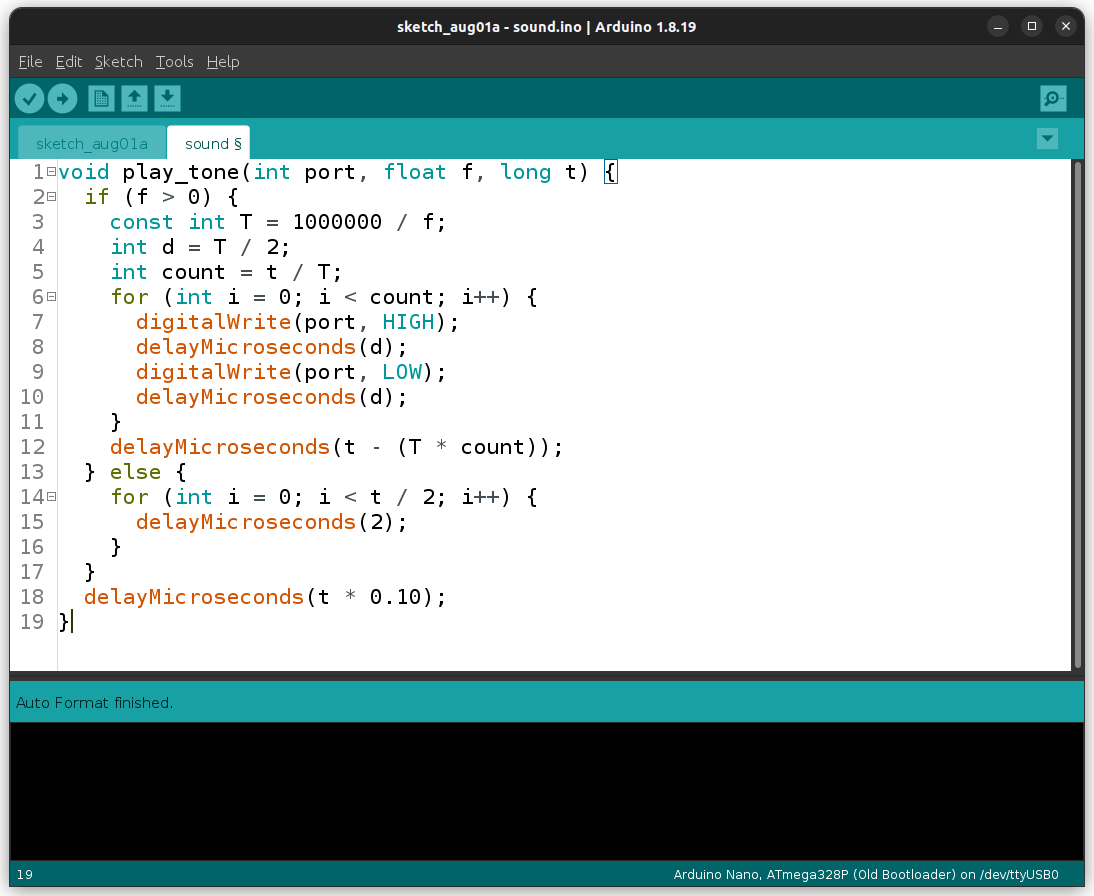 sketch_aug01a - sound.ino | Arduino 1.8.19
File Edit Sketch Tools Help
sketch_aug01a sound §
1 void play_tone(int port, float f, long t) {
2   if (f > 0) {
3     const int T = 1000000 / f;
4     int d = T / 2;
5     int count = t / T;
6     for (int i = 0; i < count; i++) {
7       digitalWrite(port, HIGH);
8       delayMicroseconds(d);
9       digitalWrite(port, LOW);
10       delayMicroseconds(d);
11     }
12     delayMicroseconds(t - (T * count));
13   } else {
14     for (int i = 0; i < t / 2; i++) {
15       delayMicroseconds(2);
16     }
17   }
18   delayMicroseconds(t * 0.10);
19 }
Auto Format finished.
19 Arduino Nano, ATmega328P (Old Bootloader) on /dev/ttyUSB0